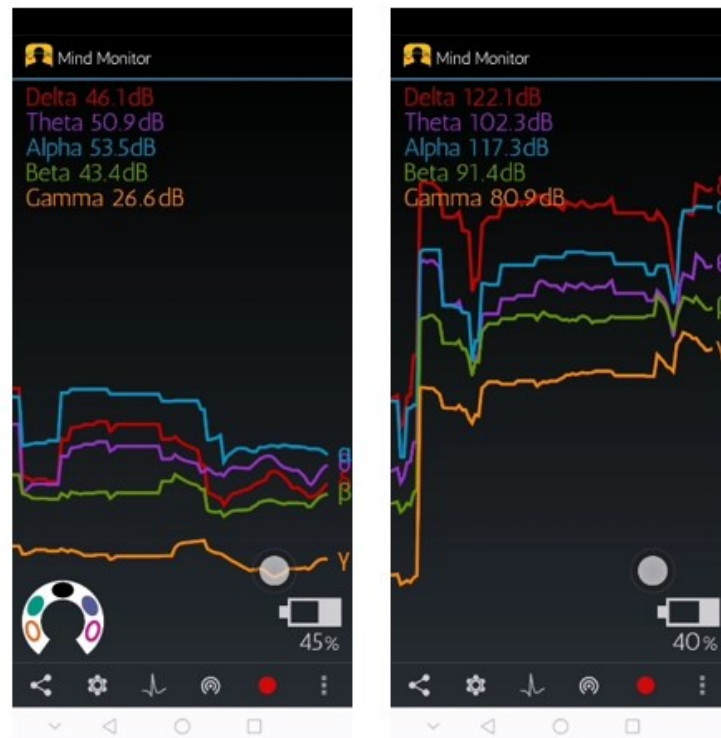 Mind Monitor
Delta 46.1dB
Theta 50.9dB
Alpha 53.5dB
Beta 43.4dB
Gamma 26.6dB
θ
β
γ
45%
Mind Monitor
Delta 122.1dB
Theta 102.3dB
Alpha 117.3dB
Beta 91.4dB
Gamma 80.9dB
40%